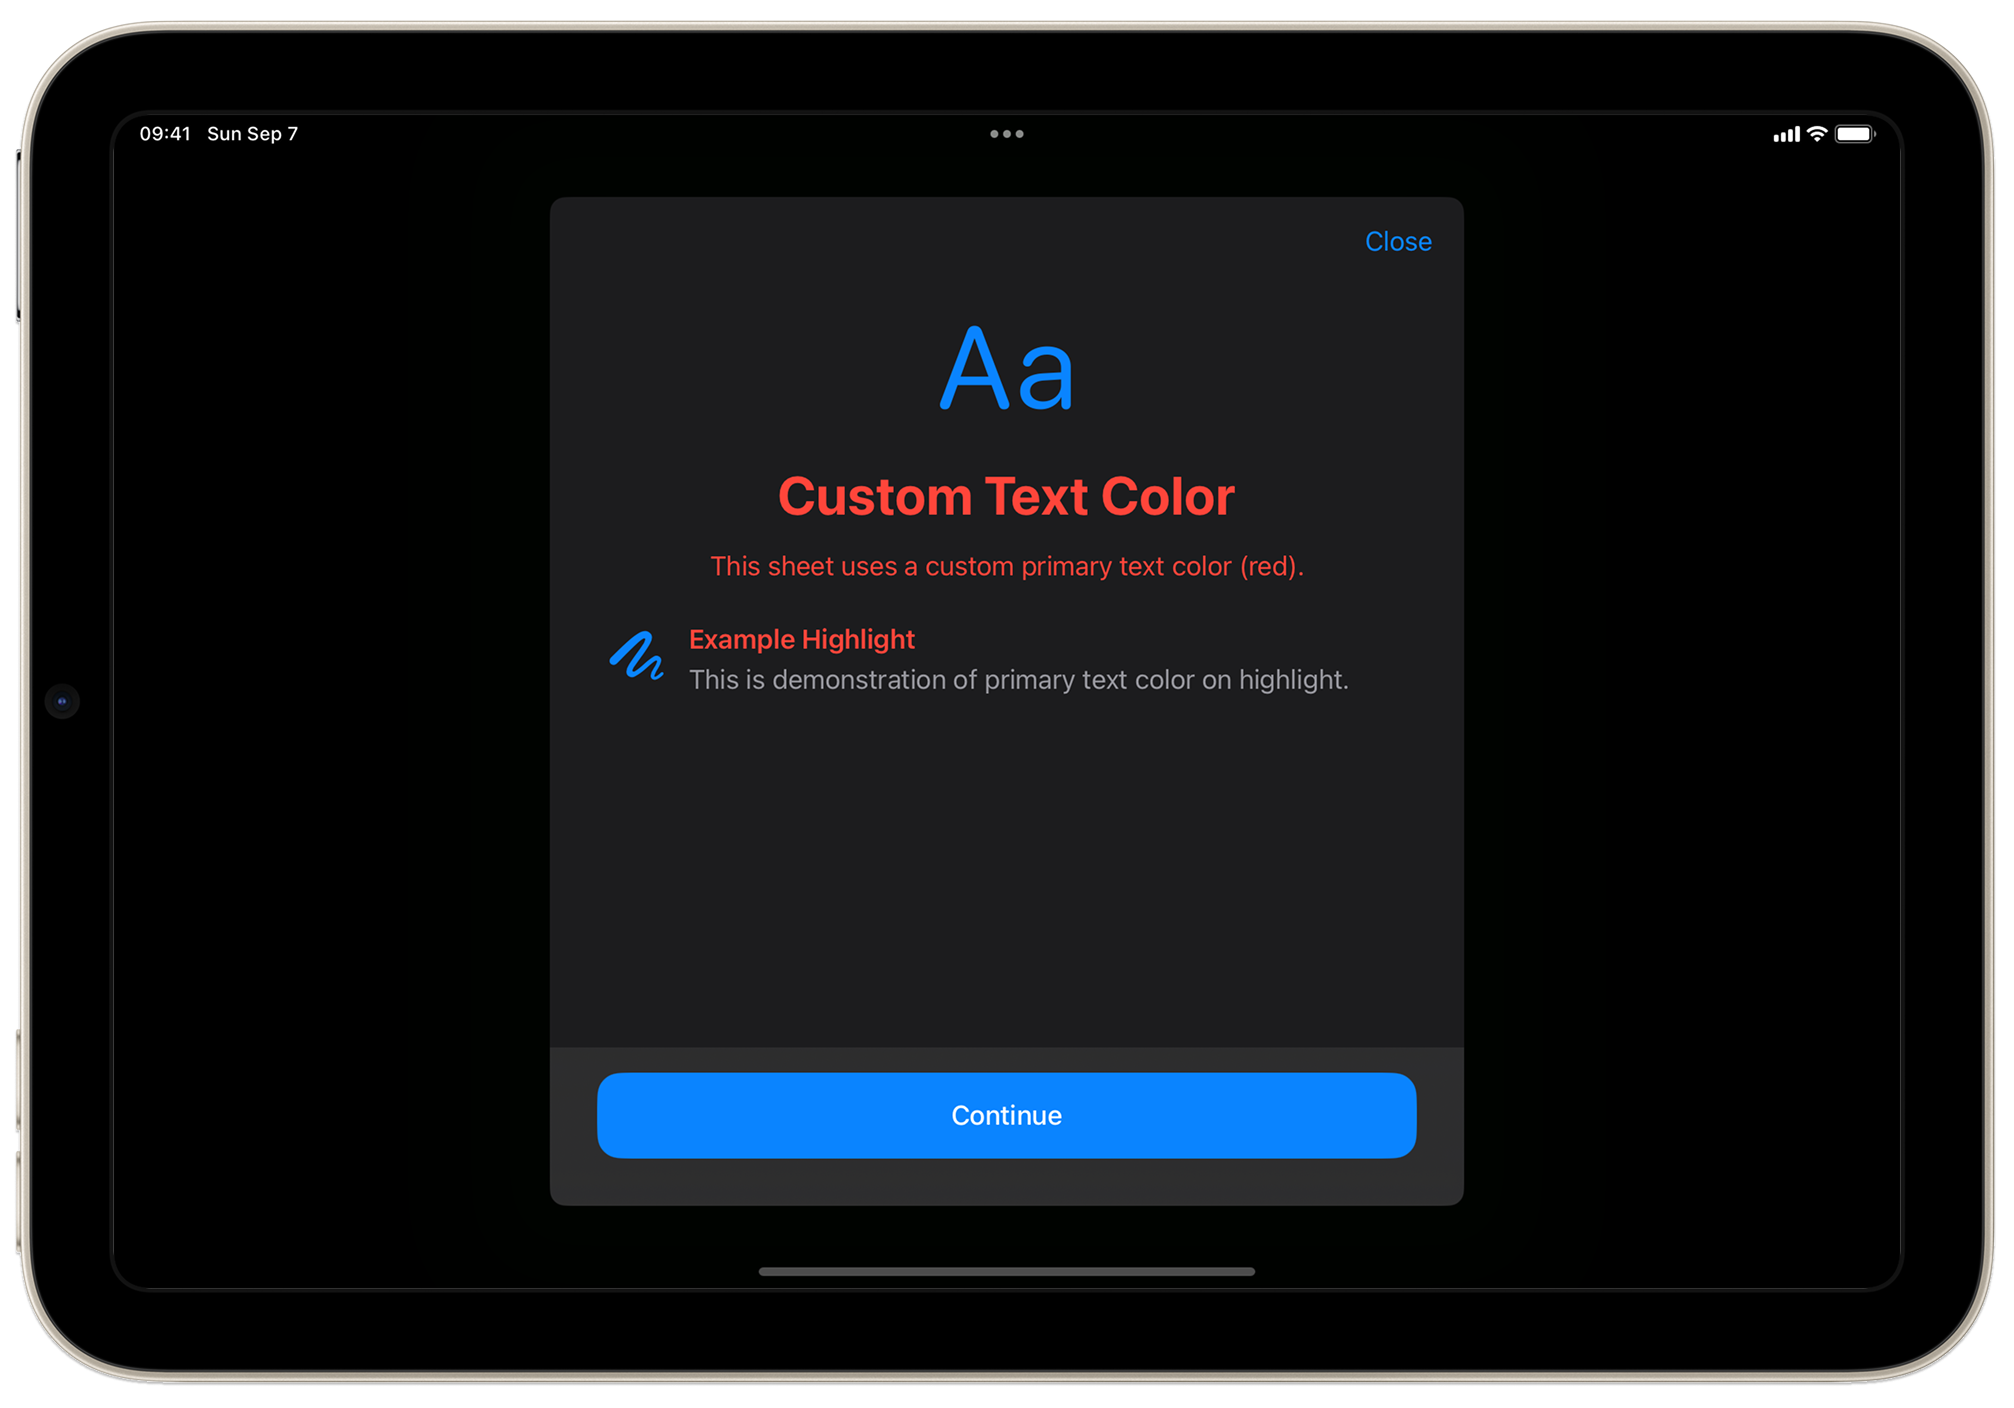 09:41 Sun Sep 7
Close
Aa
Custom Text Color
This sheet uses a custom primary text color (red).
Example Highlight
This is demonstration of primary text color on highlight.
Continue